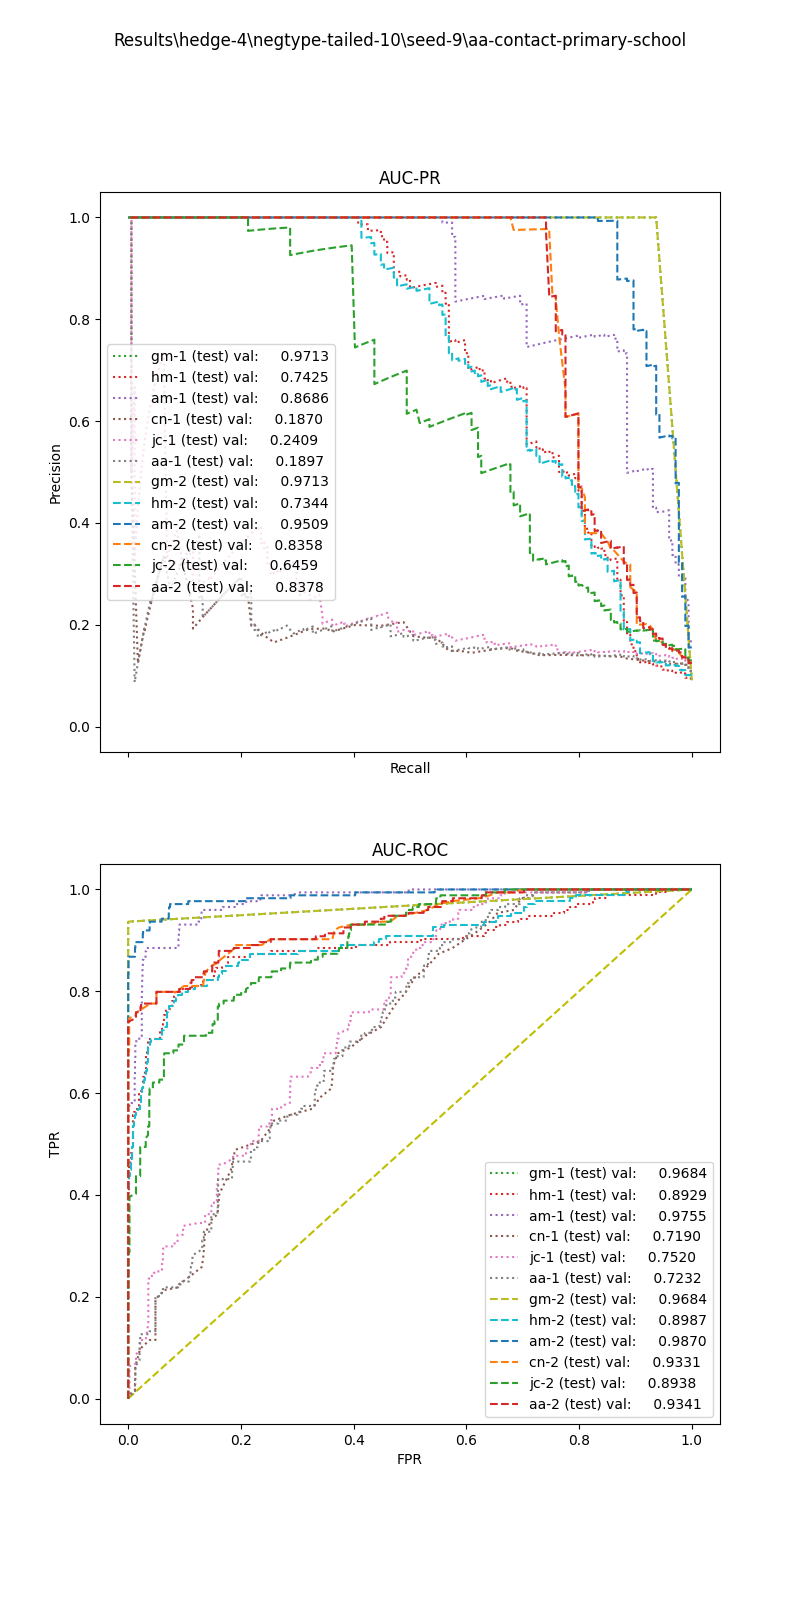 Results\hedge-4\negtype-tailed-10\seed-9\aa-contact-primary-school
AUC-PR
1.0
0.8
0.6
0.4
0.2
0.0
Precision
gm-1 (test) val: 0.9713
hm-1 (test) val: 0.7425
am-1 (test) val: 0.8686
cn-1 (test) val: 0.1870
jc-1 (test) val: 0.2409
aa-1 (test) val: 0.1897
gm-2 (test) val: 0.9713
hm-2 (test) val: 0.7344
am-2 (test) val: 0.9509
cn-2 (test) val: 0.8358
jc-2 (test) val: 0.6459
aa-2 (test) val: 0.8378
Recall
AUC-ROC
1.0
0.8
0.6
0.4
0.2
0.0
TPR
gm-1 (test) val: 0.9684
hm-1 (test) val: 0.8929
am-1 (test) val: 0.9755
cn-1 (test) val: 0.7190
jc-1 (test) val: 0.7520
aa-1 (test) val: 0.7232
gm-2 (test) val: 0.9684
hm-2 (test) val: 0.8987
am-2 (test) val: 0.9870
cn-2 (test) val: 0.9331
jc-2 (test) val: 0.8938
aa-2 (test) val: 0.9341
0.0 0.2 0.4 0.6 0.8 1.0
FPR